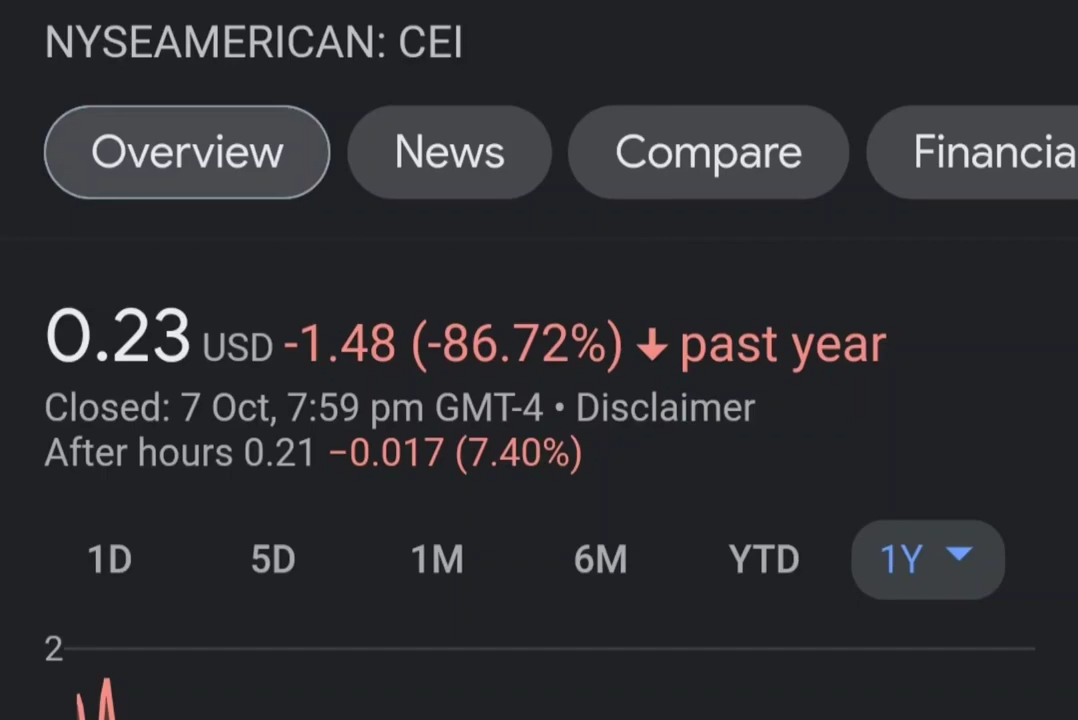 NYSEAMERICAN: CEI
Overview News Compare Financia
0.23 USD -1.48 (-86.72%) ↓ past year
Closed: 7 Oct, 7:59 pm GMT-4 • Disclaimer
After hours 0.21 −0.017 (7.40%)
1D 5D 1M 6M YTD 1Y
2